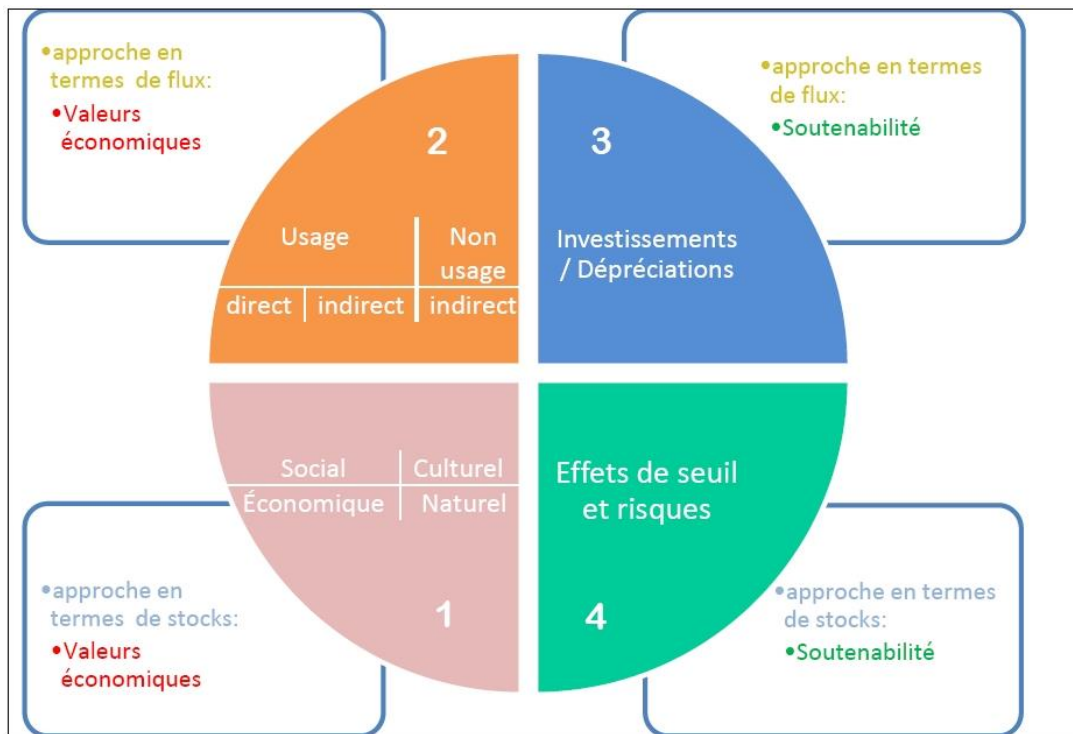 •approche en
termes de flux:
•Valeurs
économiques
2
Usage
Non
usage
direct
indirect
indirect
•approche en termes
de flux:
•Soutenabilité
3
Investissements
/ Dépréciations
•approche en
termes de stocks:
•Valeurs
économiques
Social
Culturel
Économique
Naturel
1
Effets de seuil
et risques
4
•approche en termes
de stocks:
•Soutenabilité